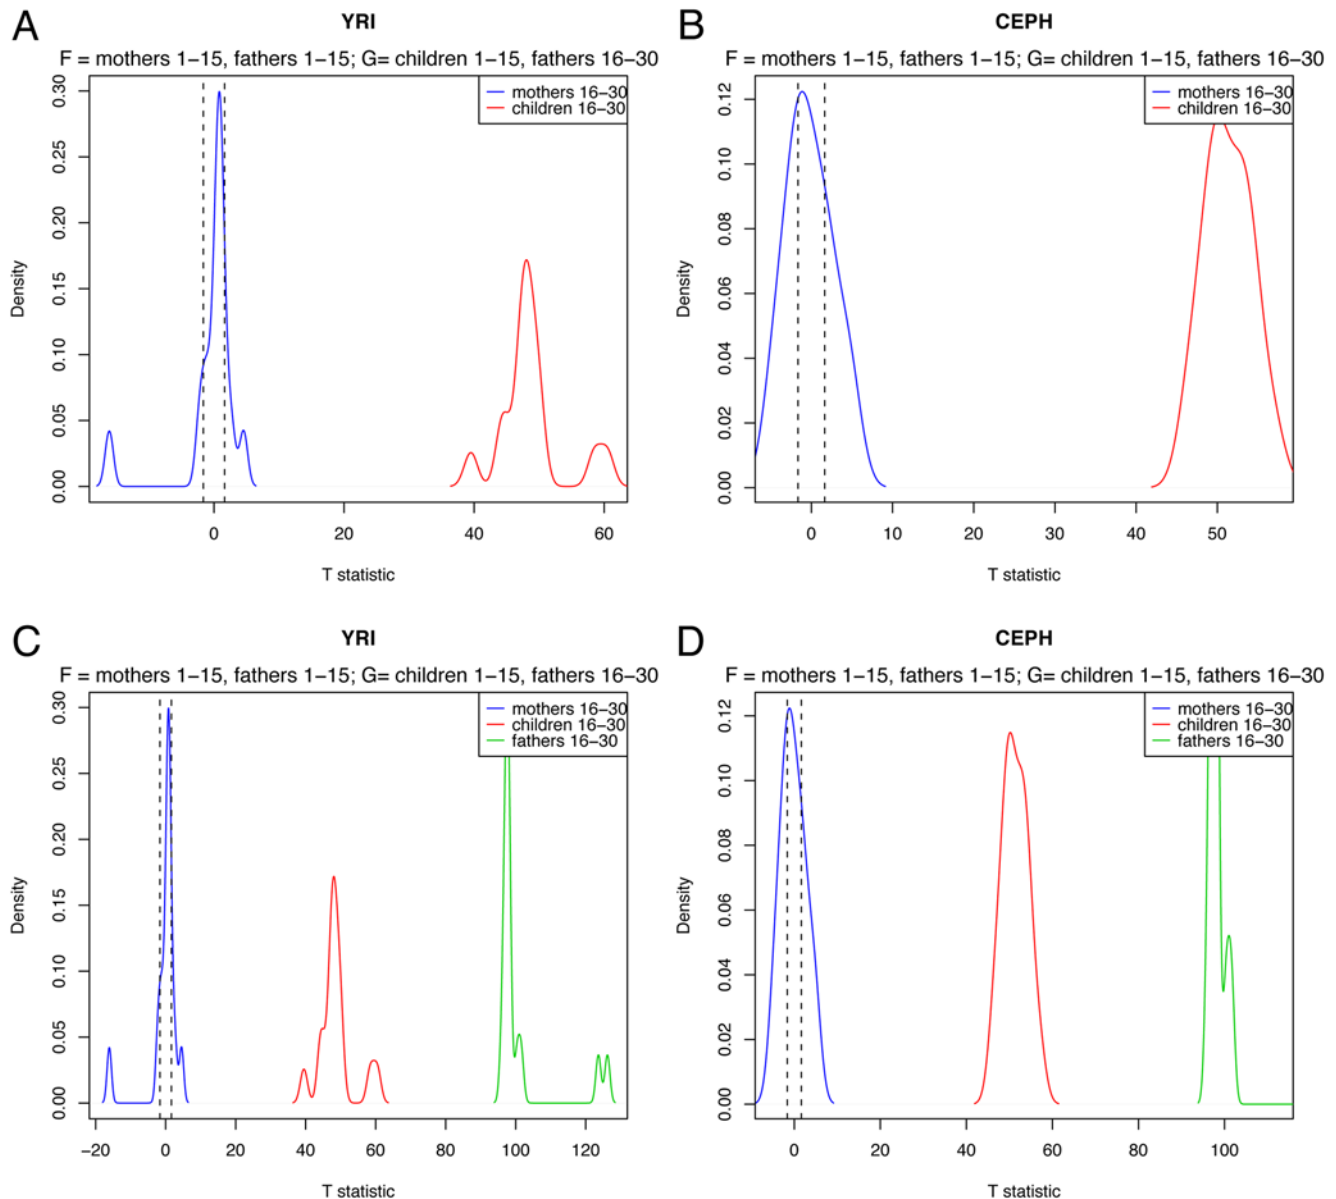 A
YRI
F = mothers 1−15, fathers 1−15; G= children 1−15, fathers 16−30
mothers 16−30
children 16−30
0.30
0.25
0.20
0.15
0.10
0.05
0.00
Density
0 20 40 60
T statistic
B
CEPH
F = mothers 1−15, fathers 1−15; G= children 1−15, fathers 16−30
mothers 16−30
children 16−30
0.12
0.10
0.08
0.06
0.04
0.02
0.00
Density
0 10 20 30 40 50
T statistic
C
YRI
F = mothers 1−15, fathers 1−15; G= children 1−15, fathers 16−30
mothers 16−30
children 16−30
fathers 16−30
0.30
0.25
0.20
0.15
0.10
0.05
0.00
Density
−20 0 20 40 60 80 100 120
T statistic
D
CEPH
F = mothers 1−15, fathers 1−15; G= children 1−15, fathers 16−30
mothers 16−30
children 16−30
fathers 16−30
0.12
0.10
0.08
0.06
0.04
0.02
0.00
Density
0 20 40 60 80 100
T statistic